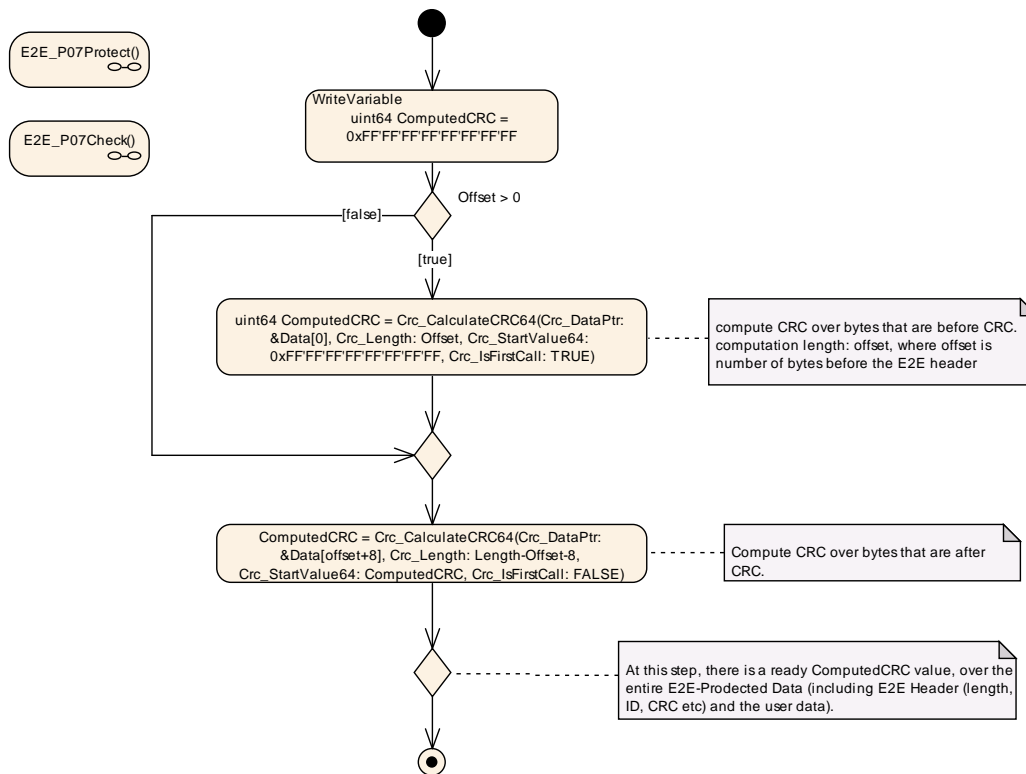 E2E_P07Protect()
E2E_P07Check()
WriteVariable
uint64 ComputedCRC =
0xFF'FF'FF'FF'FF'FF'FF'FF
Offset > 0
[false]
[true]
uint64 ComputedCRC = Crc_CalculateCRC64(Crc_DataPtr:
&Data[0], Crc_Length: Offset, Crc_StartValue64:
0xFF'FF'FF'FF'FF'FF'FF'FF, Crc_IsFirstCall: TRUE)
compute CRC over bytes that are before CRC.
computation length: offset, where offset is
number of bytes before the E2E header
ComputedCRC = Crc_CalculateCRC64(Crc_DataPtr:
&Data[offset+8], Crc_Length: Length-Offset-8,
Crc_StartValue64: ComputedCRC, Crc_IsFirstCall: FALSE)
Compute CRC over bytes that are after
CRC.
At this step, there is a ready ComputedCRC value, over the
entire E2E-Prodected Data (including E2E Header (length,
ID, CRC etc) and the user data).